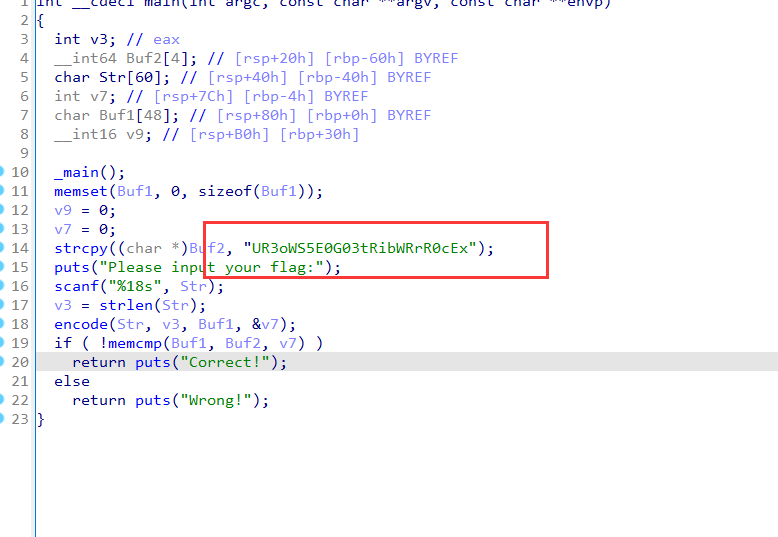 1 int __cdecl main(int argc, const char **argv, const char **envp)
2 {
3 int v3; // eax
4 __int64 Buf2[4]; // [rsp+20h] [rbp-60h] BYREF
5 char Str[60]; // [rsp+40h] [rbp-40h] BYREF
6 int v7; // [rsp+7Ch] [rbp-4h] BYREF
7 char Buf1[48]; // [rsp+80h] [rbp+0h] BYREF
8 __int16 v9; // [rsp+B0h] [rbp+30h]
9
10 _main();
11 memset(Buf1, 0, sizeof(Buf1));
12 v9 = 0;
13 v7 = 0;
14 strcpy((char *)Buf2, "UR3oWS5E0G03tRibWRrR0cEx");
15 puts("Please input your flag:");
16 scanf("%18s", Str);
17 v3 = strlen(Str);
18 encode(Str, v3, Buf1, &v7);
19 if ( !memcmp(Buf1, Buf2, v7) )
20 return puts("Correct!");
21 else
22 return puts("Wrong!");
23 }